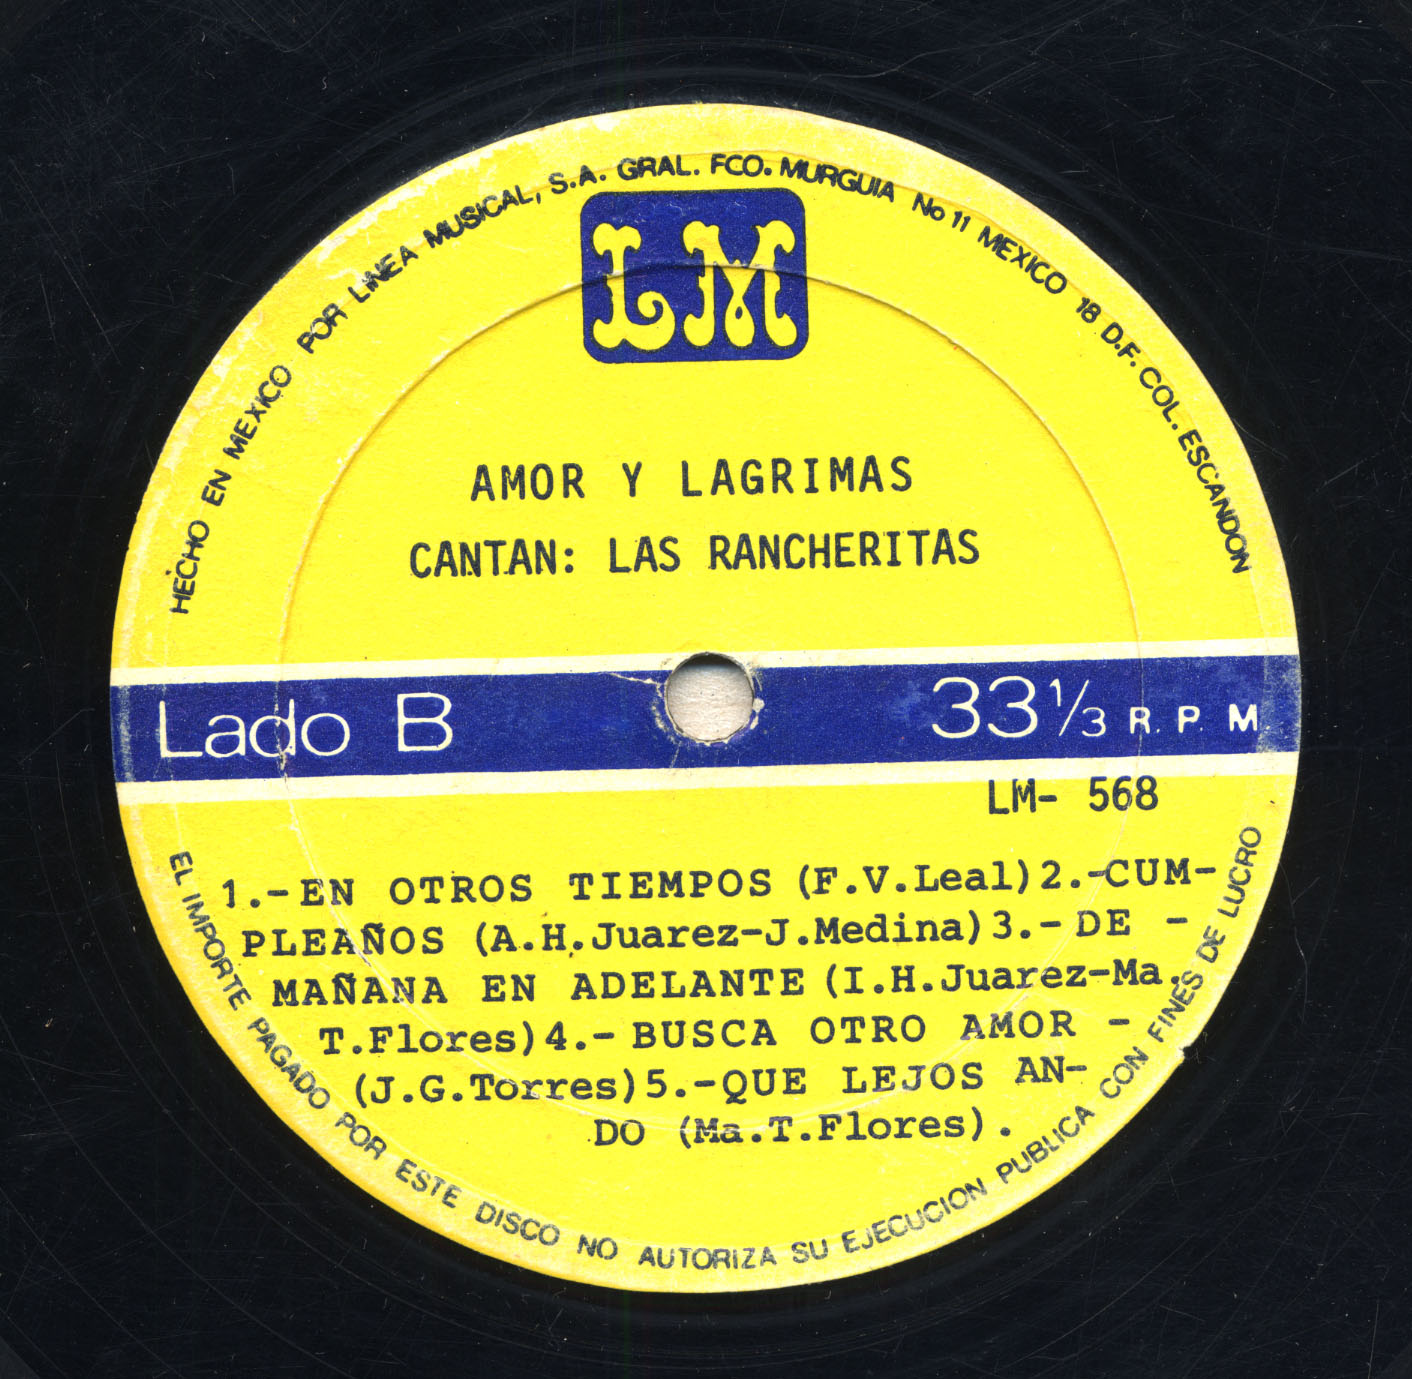 HECHO EN MEXICO POR LINEA MUSICAL, S.A. GRAL. FCO. MURGUIA No 11 MEXICO 18 D.F. COL. ESCANDON
LM
AMOR Y LAGRIMAS
CANTAN: LAS RANCHERITAS
Lado B
33 1/3 R.P.M.
LM- 568
1.-EN OTROS TIEMPOS (F.V.Leal)2.-CUM-
PLEAÑOS (A.H.Juarez-J.Medina)3.-DE -
MAÑANA EN ADELANTE (I.H.Juarez-Ma.
T.Flores)4.-BUSCA OTRO AMOR -
(J.G.Torres)5.-QUE LEJOS AN-
DO (Ma.T.Flores).
EL IMPORTE PAGADO POR ESTE DISCO NO AUTORIZA SU EJECUCION PUBLICA CON FINES DE LUCRO